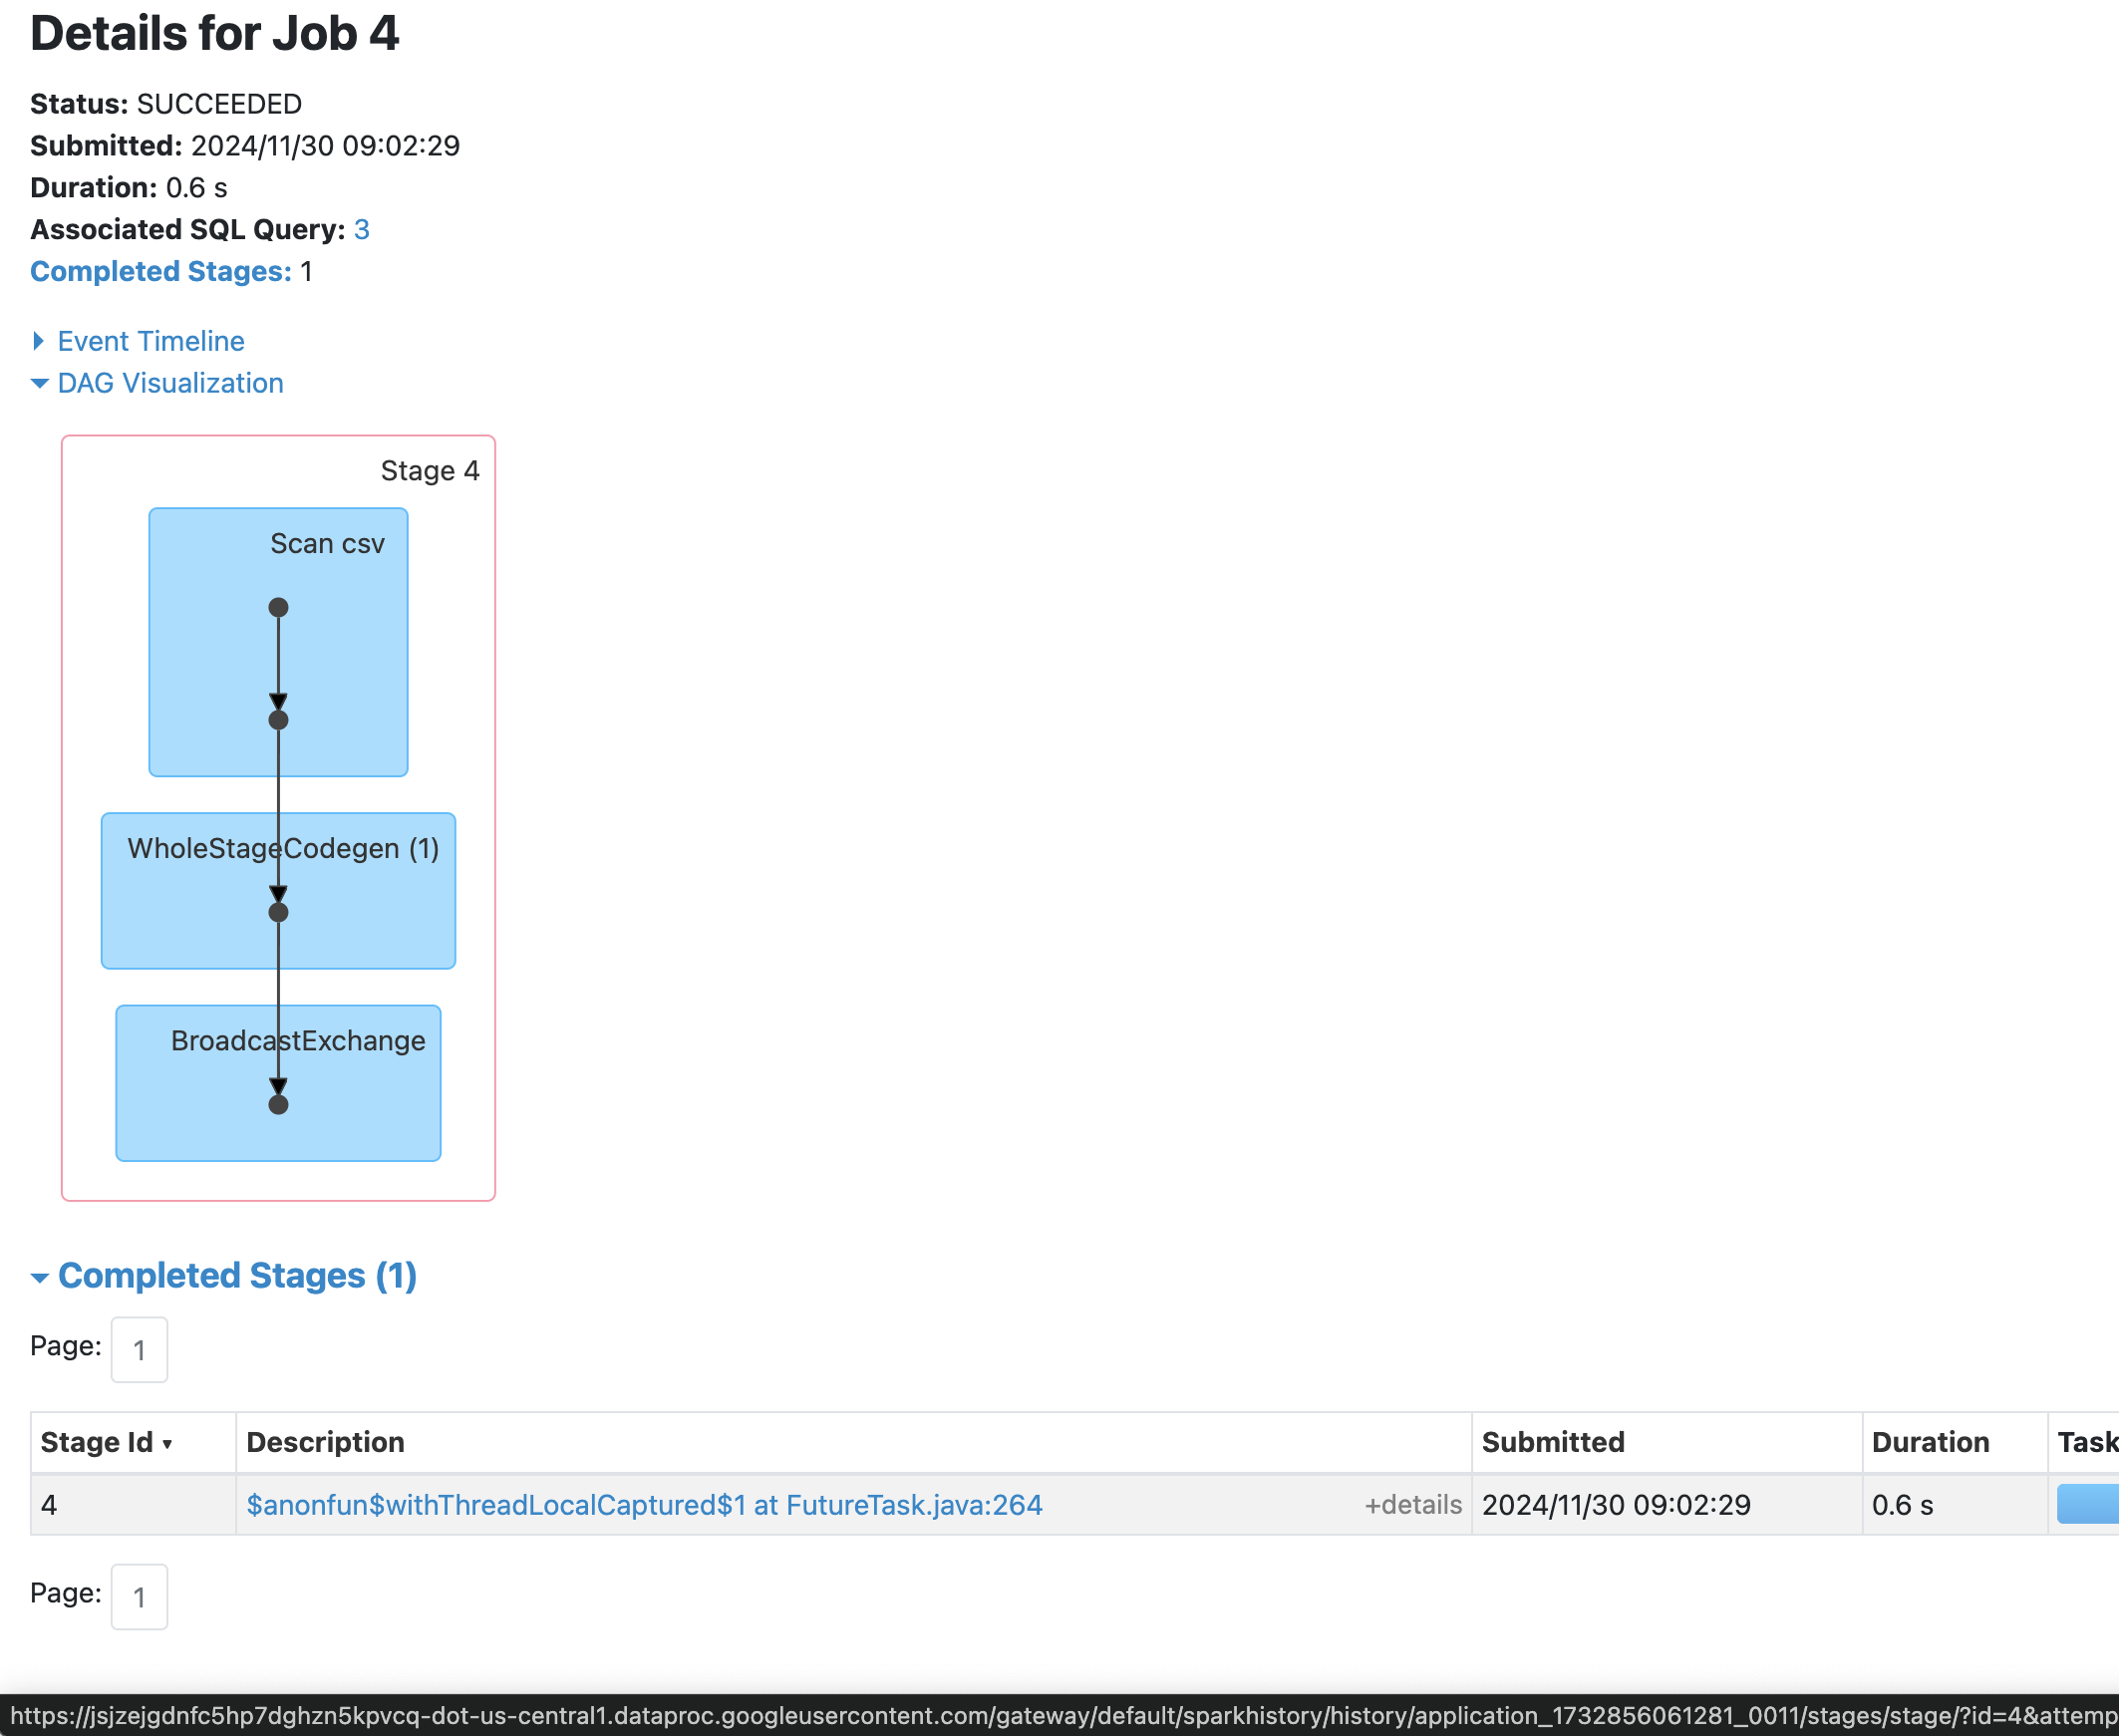 Details for Job 4
Status: SUCCEEDED
Submitted: 2024/11/30 09:02:29
Duration: 0.6 s
Associated SQL Query: 3
Completed Stages: 1
Event Timeline
DAG Visualization
Stage 4
Scan csv
WholeStageCodegen (1)
BroadcastExchange
Completed Stages (1)
Page: 1
Stage Id ▾ Description Submitted Duration Task
4 $anonfun$withThreadLocalCaptured$1 at FutureTask.java:264 +details 2024/11/30 09:02:29 0.6 s
Page: 1
https://jsjzejgdnfc5hp7dghzn5kpvcq-dot-us-central1.dataproc.googleusercontent.com/gateway/default/sparkhistory/history/application_1732856061281_0011/stages/stage/?id=4&attemp